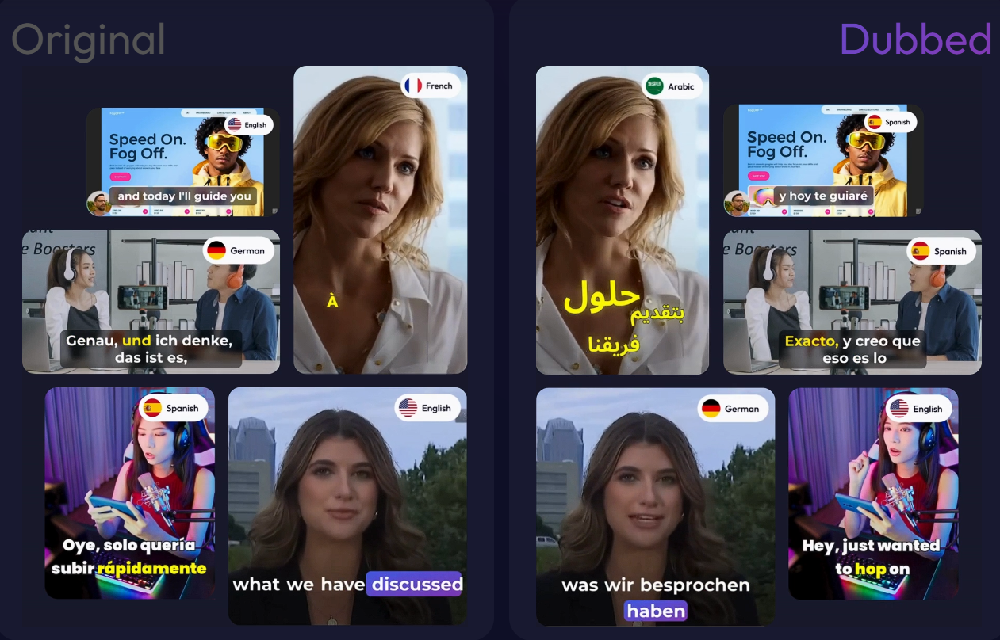 Original
Dubbed
English
Speed On.
Fog Off.
and today I'll guide you
French
À
German
e Boosters
Genau, und ich denke,
das ist es,
Spanish
Oye, solo quería
subir rápidamente
English
what we have discussed
Arabic
حلول
بتقديم
فريقنا
Spanish
Speed On.
Fog Off.
y hoy te guiaré
Spanish
e Boosters
Exacto, y creo que
eso es lo
German
was wir besprochen
haben
English
Hey, just wanted
to hop on